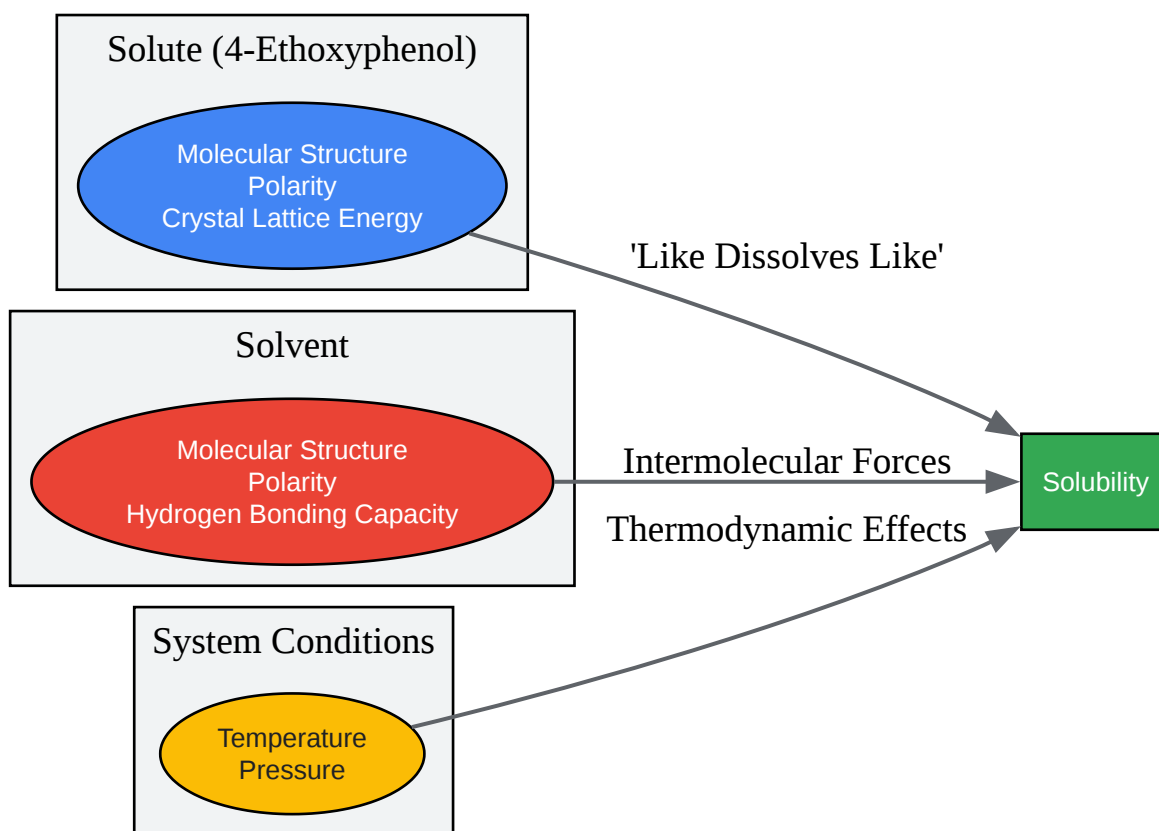 Solute (4-Ethoxyphenol)
Molecular Structure
Polarity
Crystal Lattice Energy
'Like Dissolves Like'
Solvent
Molecular Structure
Polarity
Hydrogen Bonding Capacity
Intermolecular Forces
Solubility
Thermodynamic Effects
System Conditions
Temperature
Pressure